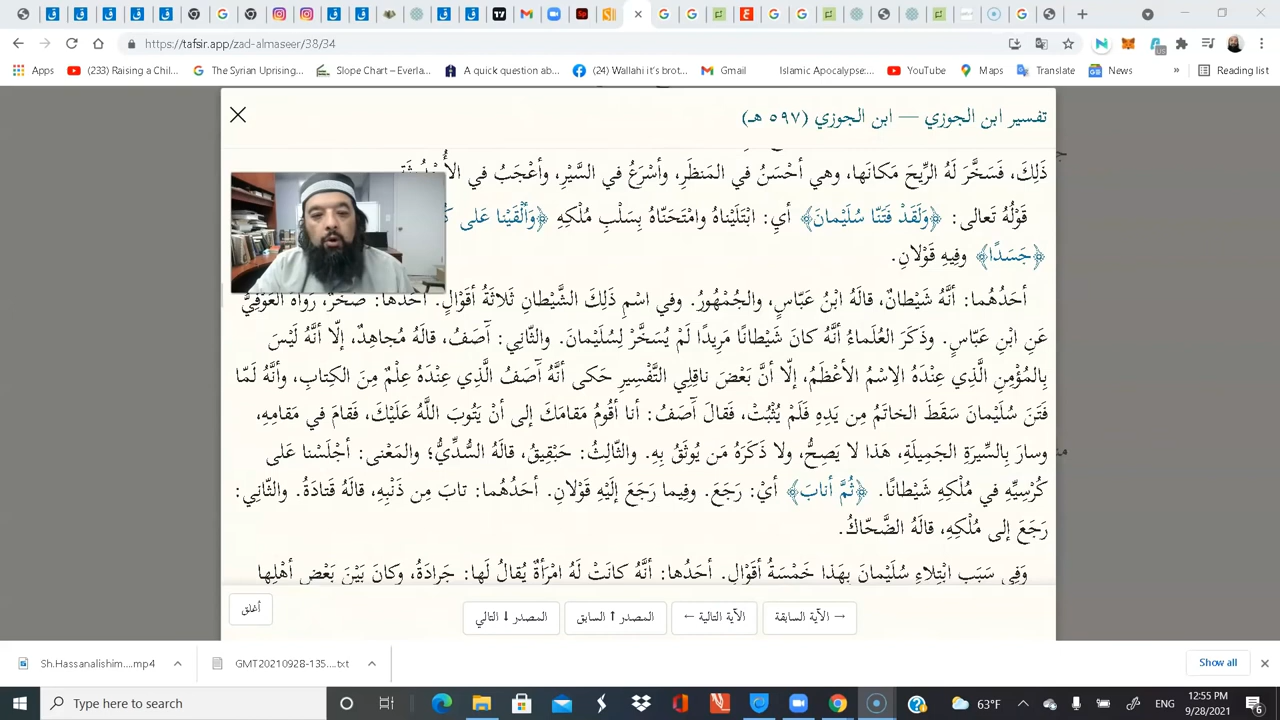 (233) Raising a Chil...
The Syrian Uprising...
Slope Chart – Everla...
A quick question ab...
(24) Wallahi it's brot...
Gmail
Islamic Apocalypse:...
YouTube
Maps
Translate
News
»
Reading list
Apps
https://tafsir.app/zad-almaseer/38/34
تفسير ابن الجوزي — ابن الجوزي (٥٩٧ هـ)
ذَلِكَ، فَسَخَّرَ لَهُ الرِّيحَ مَكانَها، وهي أحْسَنُ في المَنظَرِ، وأسْرَعُ في السَّيْرِ، وأعْجَبُ في
قَوْلُهُ تَعالى: ﴿وَلَقَدْ فَتَنّا سُلَيْمانَ﴾ أيِ: ابْتَلَيْناهُ وامْتَحَنّاهُ بِسَلْبِ مُلْكِهِ ﴿وَألْقَيْنا عَلى
﴿جَسَدًا﴾ وفِيهِ قَوْلانِ.
أحَدُهُما: أنَّهُ شَيْطانٌ، قالَهُ ابْنُ عَبّاسٍ، والجُمْهُورُ. وفي اسْمِ ذَلِكَ الشَّيْطانِ ثَلاثَةُ أقْوالٍ. أحَدُها: صَخْرٌ، رَواهُ العَوْفِيُّ
عَنِ ابْنِ عَبّاسٍ. وذَكَرَ العُلَماءُ أنَّهُ كانَ شَيْطانًا مَرِيدًا لَمْ يُسَخَّرْ لِسُلَيْمانَ. والثّانِي: آصَفُ، قالَهُ مُجاهِدٌ، إلّا أنَّهُ لَيْسَ
بِالمُؤْمِنِ الَّذِي عِنْدَهُ الِاسْمُ الأعْظَمُ، إلّا أنَّ بَعْضَ ناقِلِي التَّفْسِيرِ حَكى أنَّهُ آصَفُ الَّذِي عِنْدَهُ عِلْمٌ مِنَ الكِتابِ، وأنَّهُ لَمّا
فَتَنَ سُلَيْمانَ سَقَطَ الخاتَمُ مِن يَدِهِ فَلَمْ يُثْبُتْ، فَقالَ آصَفُ: أنا أقُومُ مَقامَكَ إلى أنْ يَتُوبَ اللَّهُ عَلَيْكَ، فَقامَ في مَقامِهِ،
وسارَ بِالسِّيرَةِ الجَمِيلَةِ، هَذا لا يَصِحُّ، ولا ذَكَرَهُ مَن يُوثَقُ بِهِ. والثّالِثُ: حَبْقِيقُ، قالَهُ السُّدِّيُّ؛ والمَعْنى: أجْلَسْنا عَلى
كُرْسِيِّهِ في مُلْكِهِ شَيْطانًا. ﴿ثُمَّ أنابَ﴾ أيْ: رَجَعَ. وفِيما رَجَعَ إلَيْهِ قَوْلانِ. أحَدُهُما: تابَ مِن ذَنْبِهِ، قالَهُ قَتادَةُ. والثّانِي:
رَجَعَ إلى مُلْكِهِ، قالَهُ الضَّحّاكُ.
وَفِي سَبَبِ ابْتِلاءِ سُلَيْمانَ بِهَذا خَمْسَةُ أقْوالٍ. أحَدُها: أنَّهُ كانَتْ لَهُ امْرَأةٌ يُقالُ لَها: جَرادَةُ، وكانَ بَيْنَ بَعْضِ أهْلِها
→ الآية السابقة
الآية التالية ←
المصدر ↑ السابق
المصدر ↓ التالي
أغلق
Sh.Hassanalishim....mp4
GMT20210928-135....txt
Show all
Type here to search
63°F
ENG
12:55 PM
9/28/2021
6